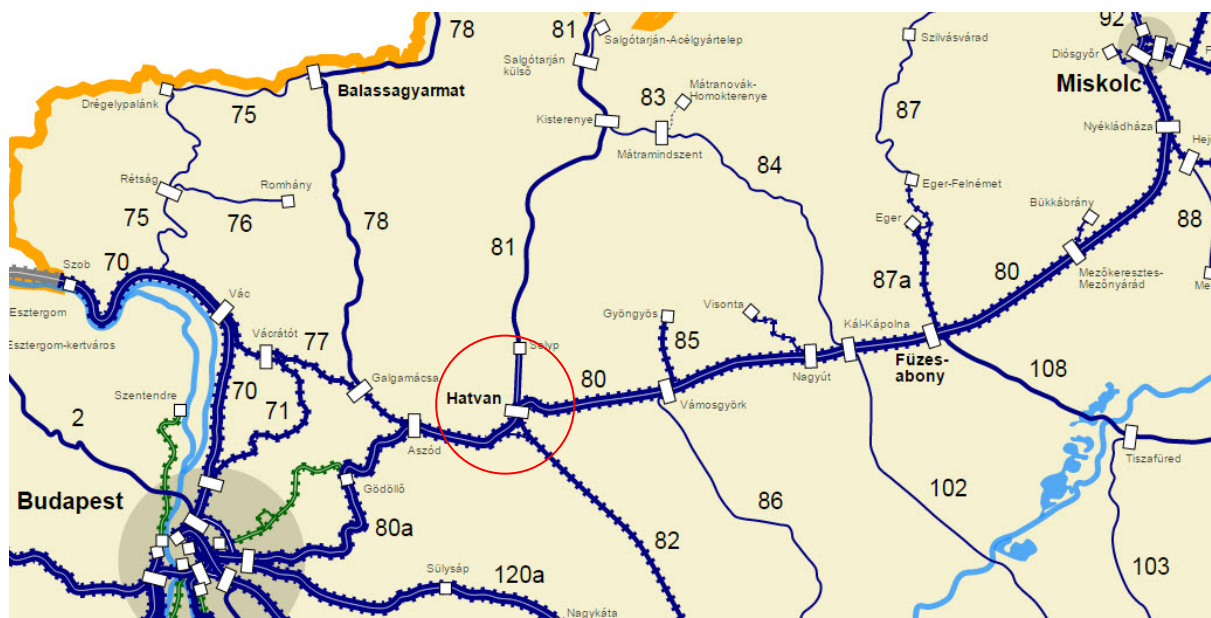 78
81
Salgótarján-Acélgyártelep
Salgótarján
külső
Szilvásvárad
92
Diósgyőr
Miskolc
Drégelypalánk
75
Balassagyarmat
83
Mátranovák-
Homokterenye
Kisterenye
Mátramindszent
87
Nyékládháza
84
Rétság
Romhány
75
76
78
81
Eger-Felnémet
Eger
Bükkábrány
88
Szob
70
Esztergom
87a
80
Mezőkeresztes-
Mezőnyárád
Vác
Gyöngyös
Visonta
Esztergom-kertváros
Vácrátót
77
Selyp
80
85
Kál-Kápolna
Füzes-
abony
108
Szentendre
70
71
Galgamácsa
Hatvan
Vámosgyörk
Nagyút
2
Aszód
Tiszafüred
Budapest
Gödöllő
80a
82
86
102
103
Sülysáp
120a
Nagykáta